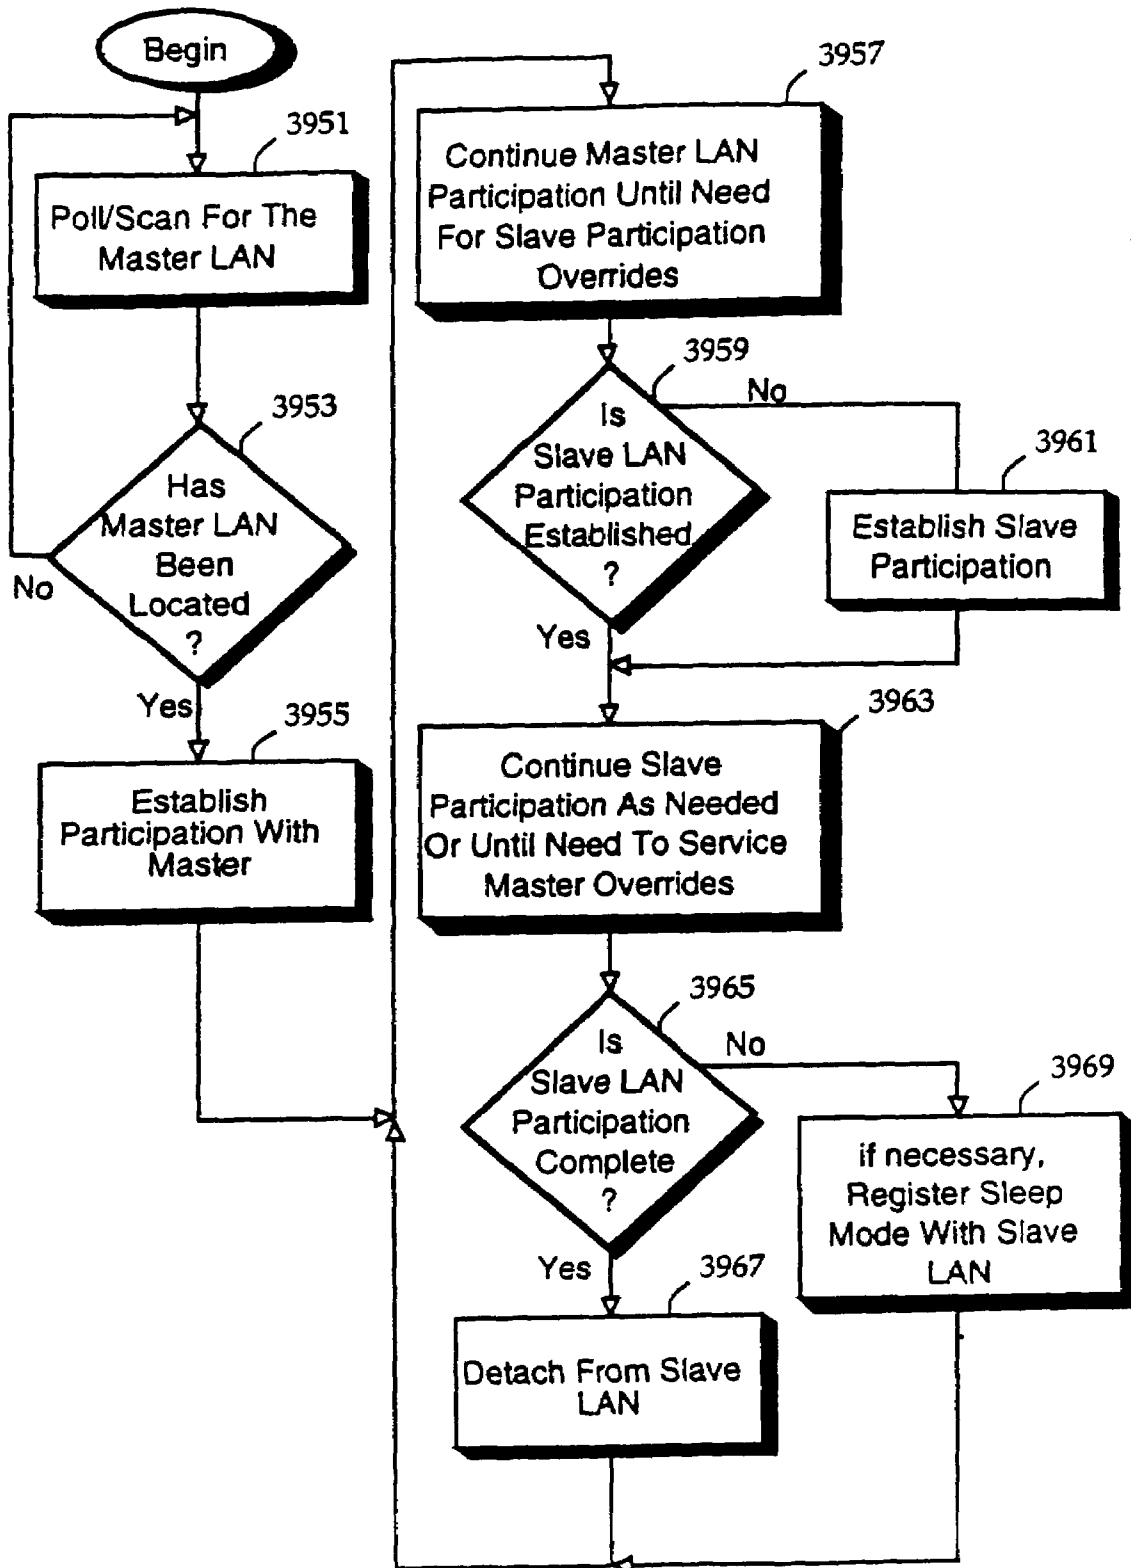 Begin
3951
Poll/Scan For The
Master LAN
3953
Has
Master LAN
Been
Located
?
No
Yes
3955
Establish
Participation With
Master
3957
Continue Master LAN
Participation Until Need
For Slave Participation
Overrides
3959
Is
Slave LAN
Participation
Established
?
No
Yes
3961
Establish Slave
Participation
3963
Continue Slave
Participation As Needed
Or Until Need To Service
Master Overrides
3965
Is
Slave LAN
Participation
Complete
?
No
Yes
3969
if necessary,
Register Sleep
Mode With Slave
LAN
3967
Detach From Slave
LAN